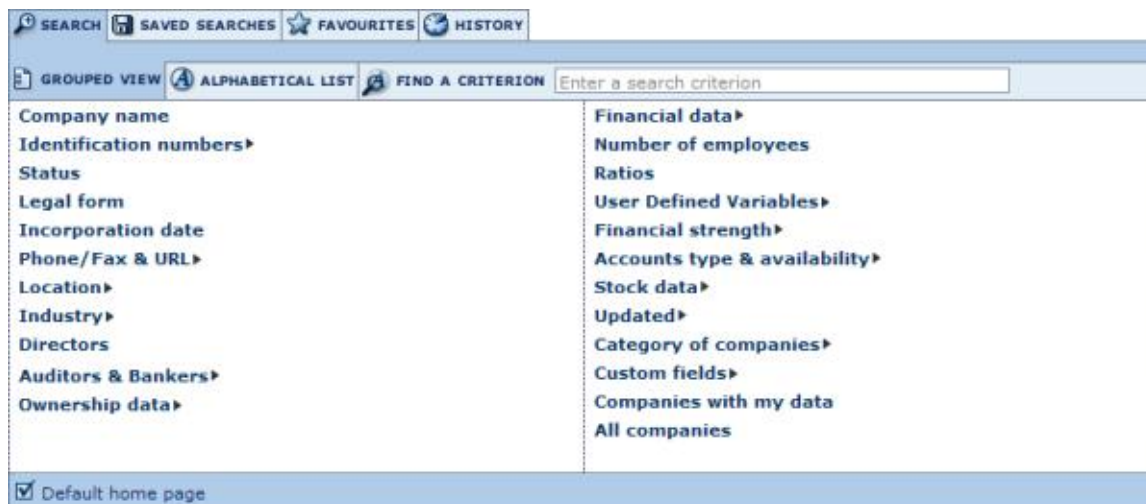 SEARCH SAVED SEARCHES FAVOURITES HISTORY
GROUPED VIEW ALPHABETICAL LIST FIND A CRITERION Enter a search criterion
Company name
Identification numbers
Status
Legal form
Incorporation date
Phone/Fax & URL
Location
Industry
Directors
Auditors & Bankers
Ownership data
Financial data
Number of employees
Ratios
User Defined Variables
Financial strength
Accounts type & availability
Stock data
Updated
Category of companies
Custom fields
Companies with my data
All companies
Default home page